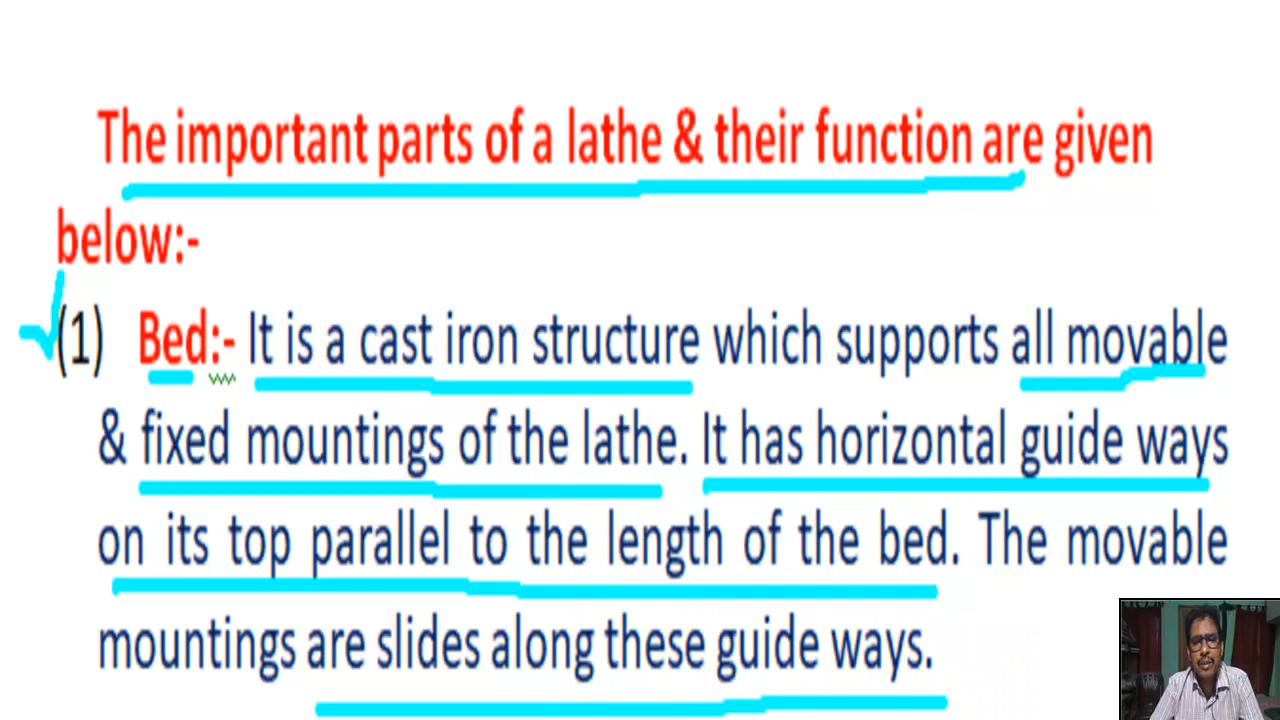 The important parts of a lathe & their function are given
below:-
(1) Bed:- It is a cast iron structure which supports all movable
& fixed mountings of the lathe. It has horizontal guide ways
on its top parallel to the length of the bed. The movable
mountings are slides along these guide ways.